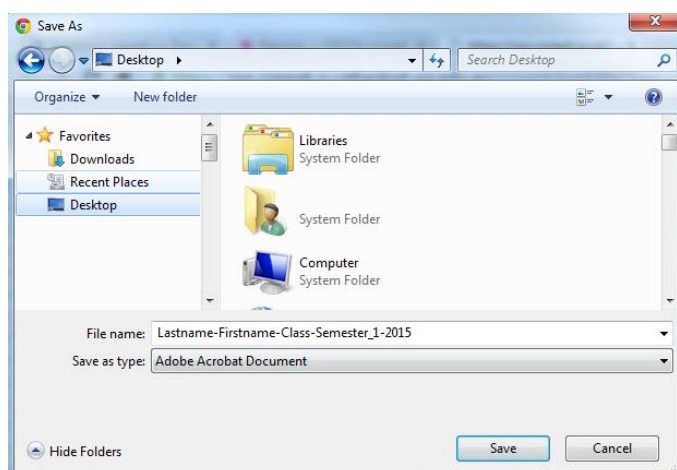 Save As
Desktop
Search Desktop
Organize
New folder
Favorites
Downloads
Recent Places
Desktop
Libraries
System Folder
System Folder
Computer
System Folder
File name: Lastname-Firstname-Class-Semester_1-2015
Save as type: Adobe Acrobat Document
Hide Folders
Save
Cancel